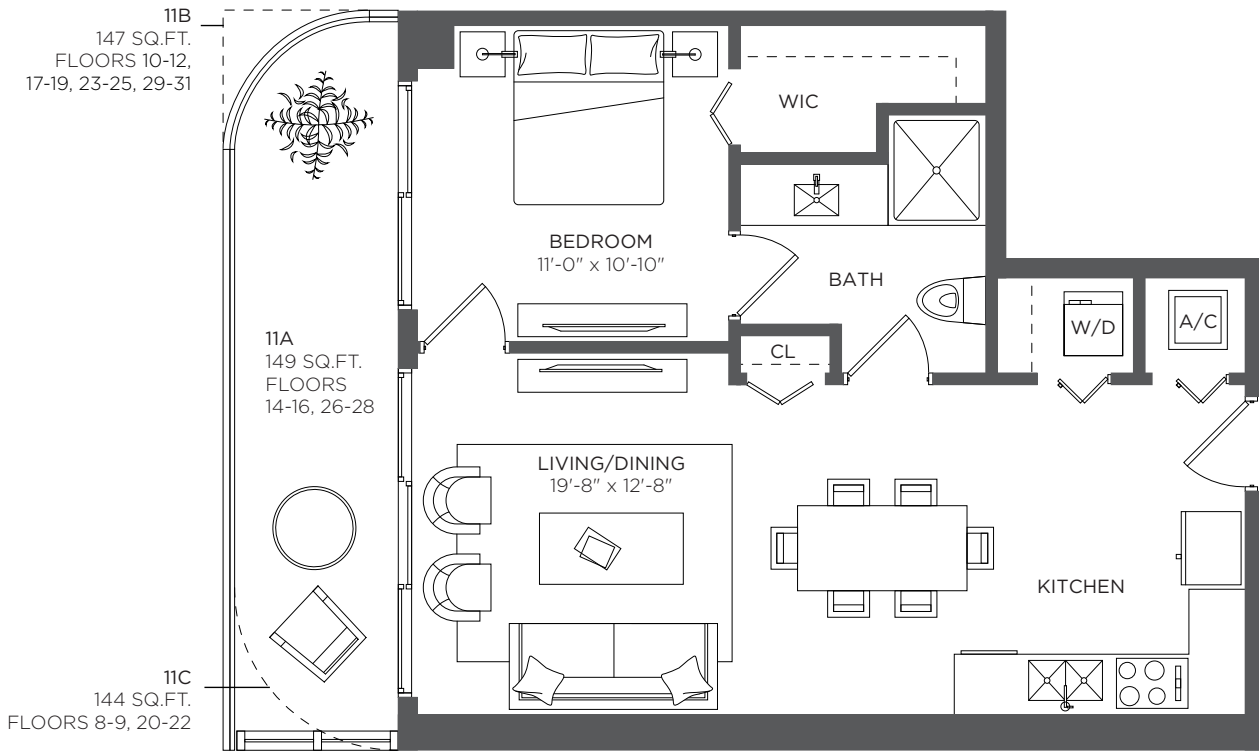 11B
147 SQ.FT.
FLOORS 10-12,
17-19, 23-25, 29-31
WIC
BEDROOM
11'-0" x 10'-10"
BATH
W/D
A/C
CL
11A
149 SQ.FT.
FLOORS
14-16, 26-28
LIVING/DINING
19'-8" x 12'-8"
KITCHEN
11C
144 SQ.FT.
FLOORS 8-9, 20-22